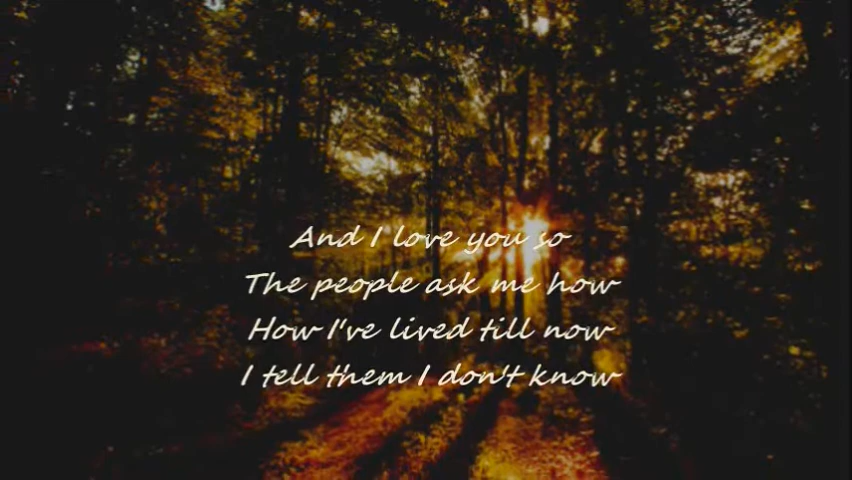 And I love you so
The people ask me how
How I've lived till now
I tell them I don't know